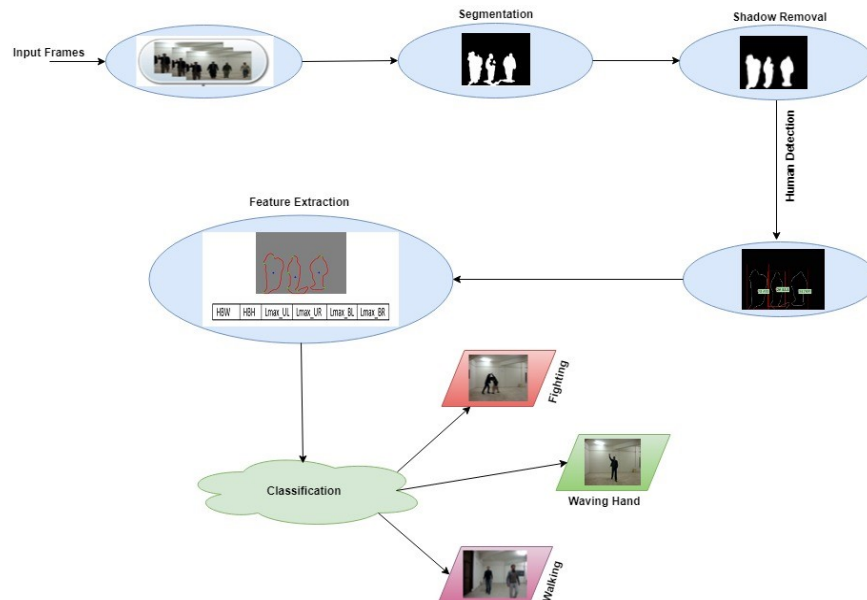 Segmentation
Shadow Removal
Input Frames
Human Detection
Feature Extraction
HBW HBH Lmax_UL Lmax_UR Lmax_BL Lmax_BR
Fighting
Classification
Waving Hand
Walking